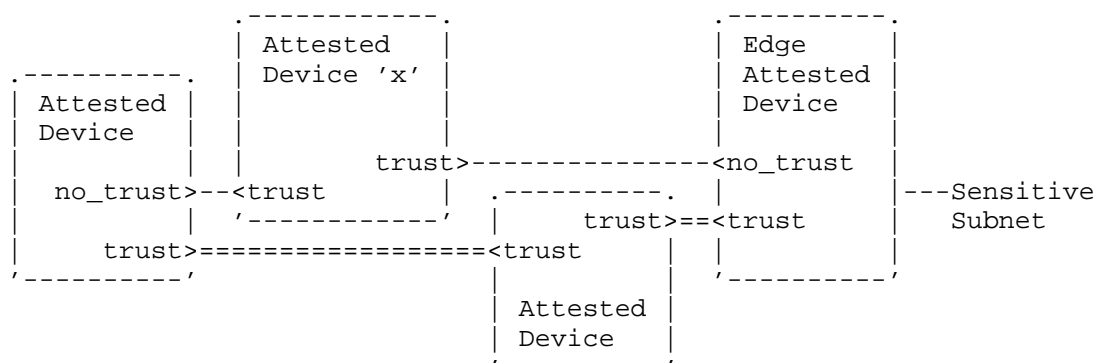 Attested
Device 'x'
Edge
Attested
Device
Attested
Device
trust>---------------<no_trust
no_trust>--<trust
---Sensitive
Subnet
trust>==<trust
trust>==================<trust
Attested
Device